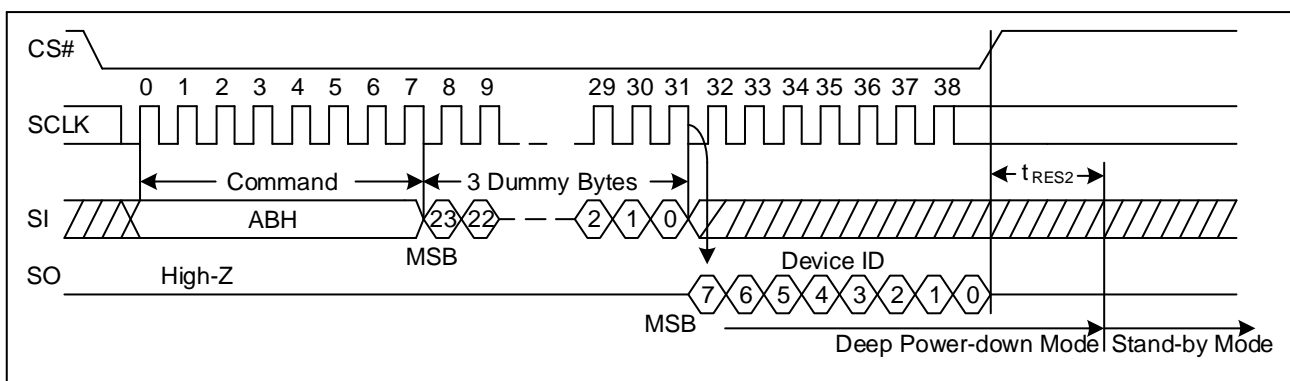 CS#
0 1 2 3 4 5 6 7 8 9 29 30 31 32 33 34 35 36 37 38
SCLK
Command 3 Dummy Bytes tRES2
SI ABH 23 22 2 1 0
MSB
SO High-Z Device ID
7 6 5 4 3 2 1 0
MSB
Deep Power-down Mode Stand-by Mode